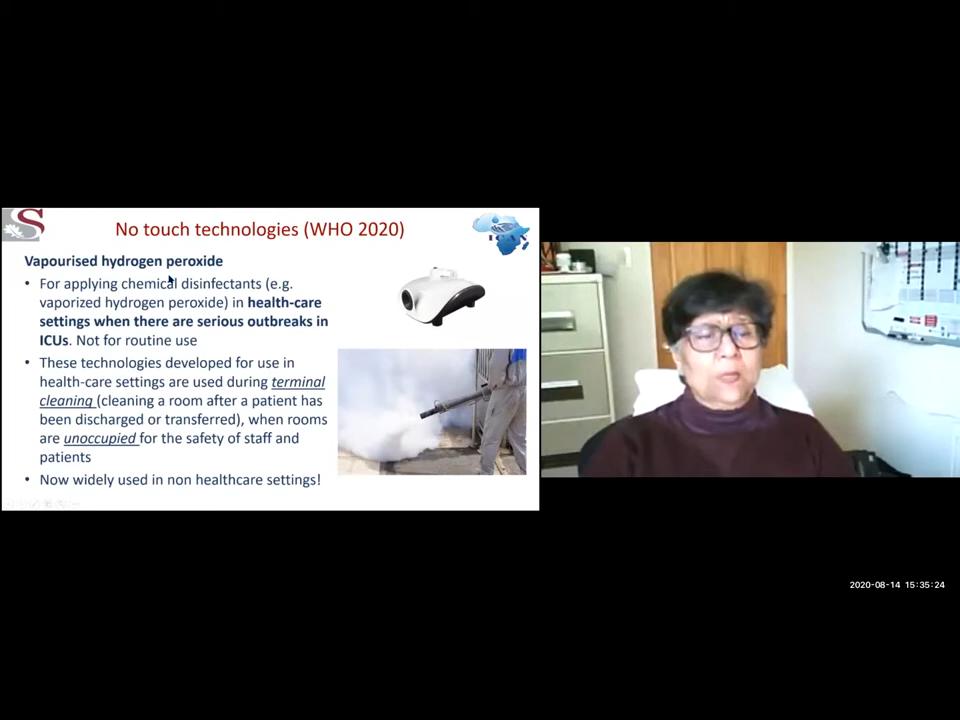 S
No touch technologies (WHO 2020)
ICAN
Vapourised hydrogen peroxide
• For applying chemical disinfectants (e.g.
vaporized hydrogen peroxide) in health-care
settings when there are serious outbreaks in
ICUs. Not for routine use
• These technologies developed for use in
health-care settings are used during terminal
cleaning (cleaning a room after a patient has
been discharged or transferred), when rooms
are unoccupied for the safety of staff and
patients
• Now widely used in non healthcare settings!
2020-08-14 15:35:24